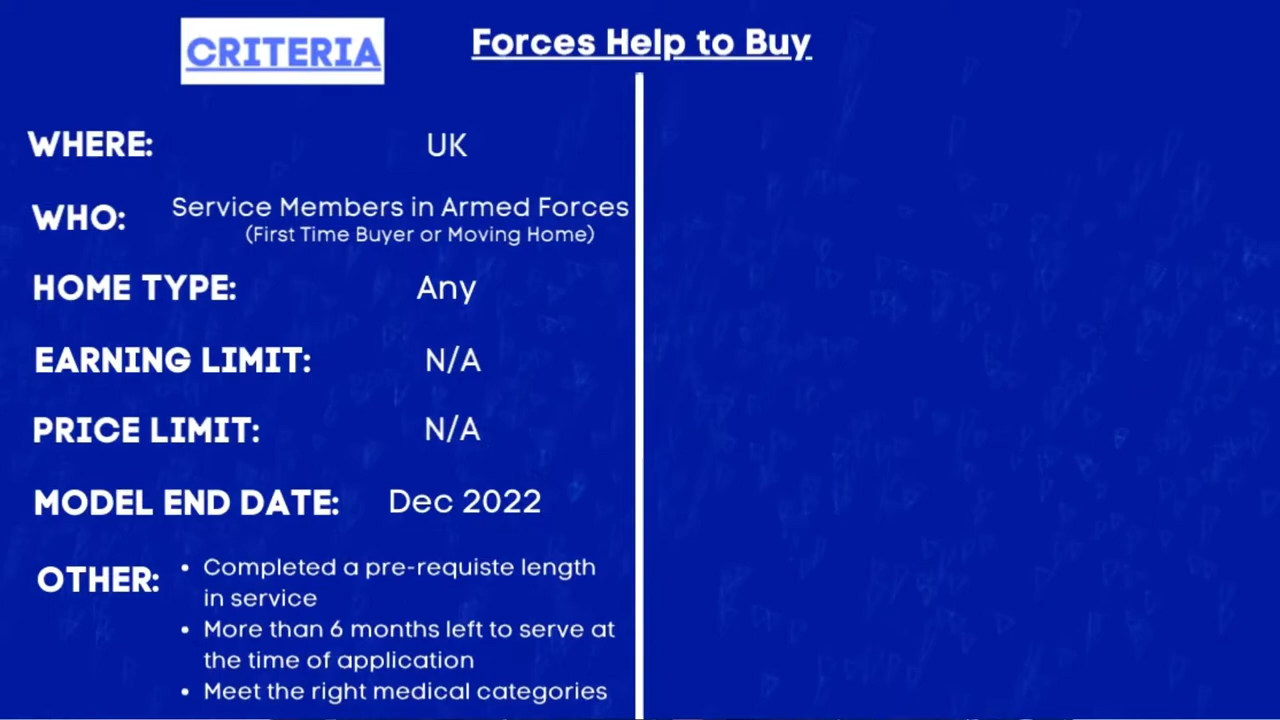 CRITERIA
Forces Help to Buy
WHERE:
UK
WHO:
Service Members in Armed Forces
(First Time Buyer or Moving Home)
HOME TYPE:
Any
EARNING LIMIT:
N/A
PRICE LIMIT:
N/A
MODEL END DATE:
Dec 2022
OTHER:
• Completed a pre-requiste length
in service
• More than 6 months left to serve at
the time of application
• Meet the right medical categories